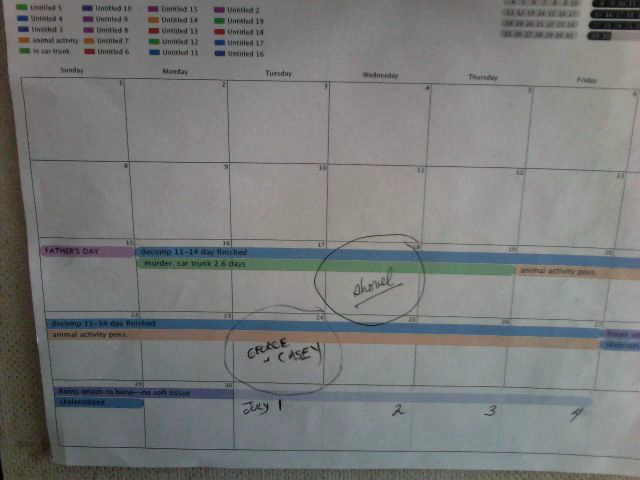 Untitled 5
Untitled 10
Untitled 15
Untitled 2
Untitled 4
Untitled 9
Untitled 14
Untitled 19
Untitled 3
Untitled 8
Untitled 13
Untitled 18
animal activity
Untitled 7
Untitled 12
Untitled 17
in car trunk
Untitled 6
Untitled 11
Untitled 16
Sunday
Monday
Tuesday
Wednesday
Thursday
Friday
1
2
3
4
5
6
8
9
10
11
12
13
15
16
17
18
19
20
FATHER'S DAY
decomp 11-14 day finished
murder, car trunk 2.6 days
animal activity poss.
shovel
22
23
24
25
26
27
decomp 11-14 day finished
animal activity poss.
Roots att
skeletoni
GEORGE
+ CASEY
29
30
Roots attatch to bone--no soft tissue
skeletonized
JULY 1
2
3
4